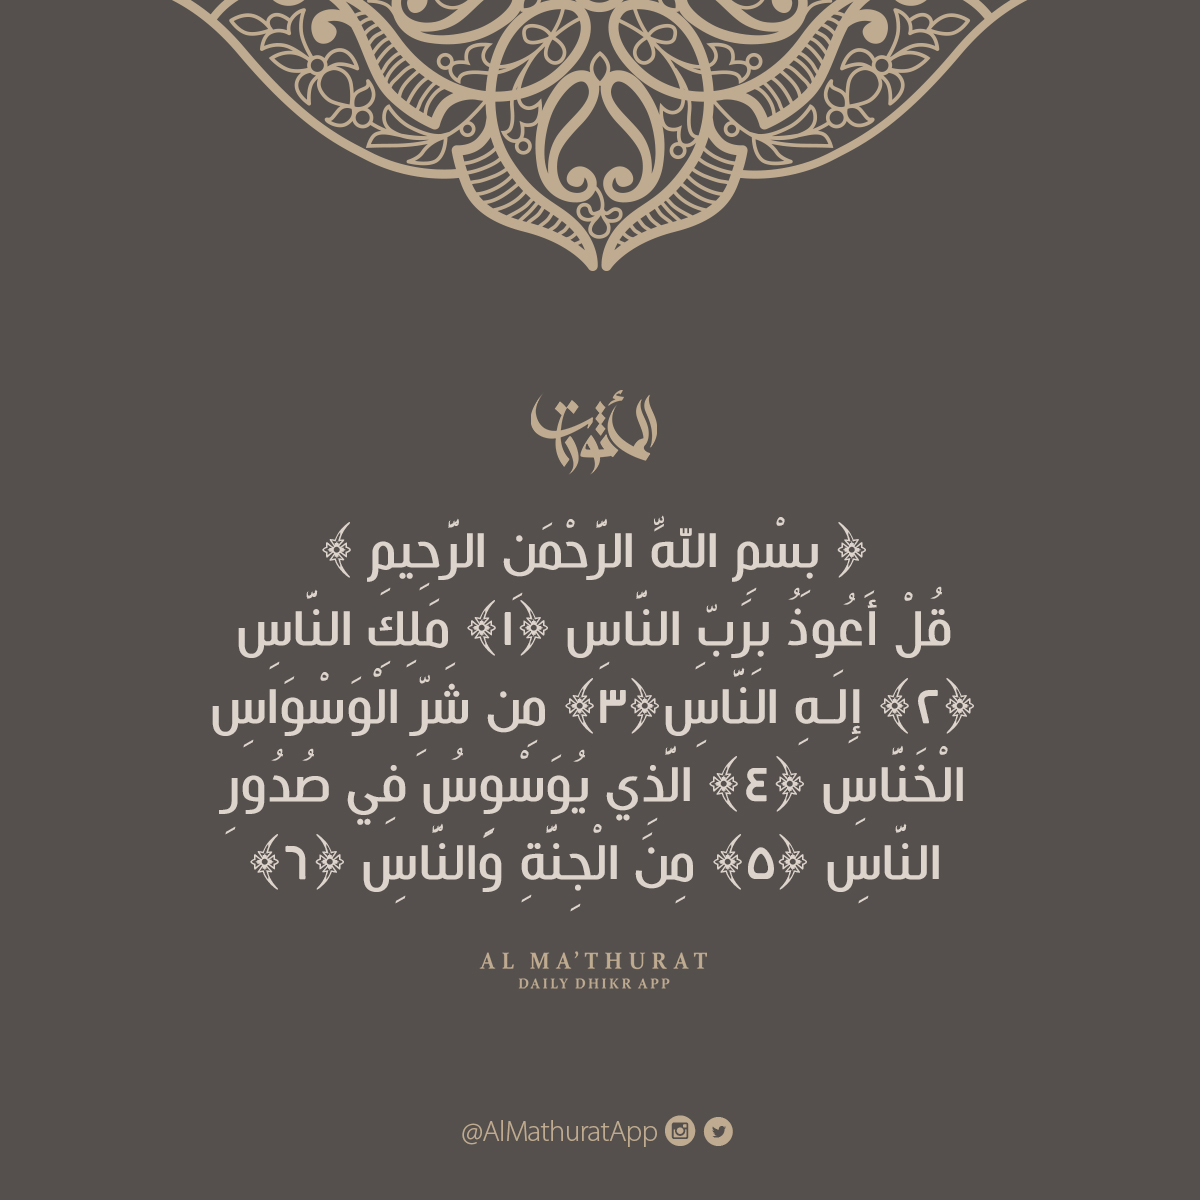 المأثورات
﴿ بِسْمِ اللَّهِ الرَّحْمَن الرَّحِيمِ ﴾
قُلْ أَعُوذُ بِرَبِّ النَّاسِ ﴿١﴾ مَلِكِ النَّاسِ
﴿٢﴾ إِلَـهِ النَّاسِ ﴿٣﴾ مِن شَرِّ الْوَسْوَاسِ
الْخَنَّاسِ ﴿٤﴾ الَّذِي يُوَسْوِسُ فِي صُدُورِ
النَّاسِ ﴿٥﴾ مِنَ الْجِنَّةِ وَالنَّاسِ ﴿٦﴾
AL MA'THURAT
DAILY DHIKR APP
@AlMathuratApp